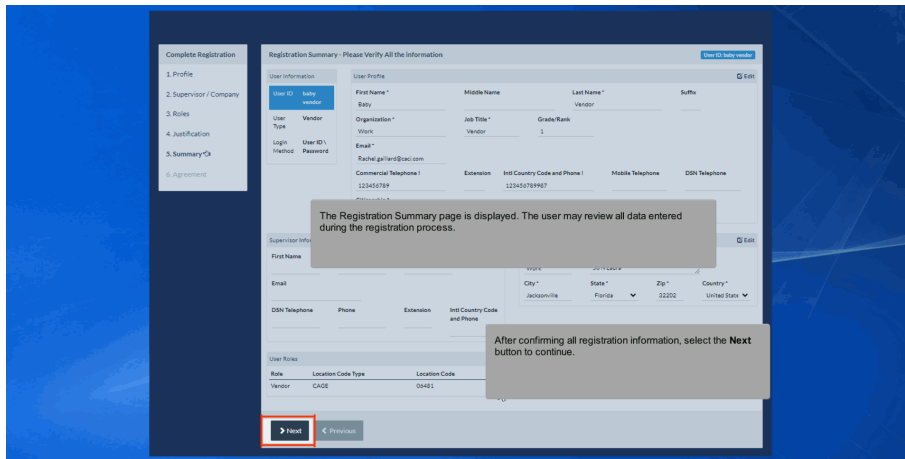 Complete Registration
1. Profile
2. Supervisor / Company
3. Roles
4. Justification
5. Summary
6. Agreement
Registration Summary - Please Verify All the information
User ID: baby vendor
User Information
User ID baby vendor
User Type Vendor
Login Method User ID \ Password
User Profile
Edit
First Name * Middle Name Last Name * Suffix
Baby Vendor
Organization * Job Title * Grade/Rank
Work Vendor 1
Email *
Rachel.gaillard@caci.com
Commercial Telephone ! Extension Intl Country Code and Phone ! Mobile Telephone DSN Telephone
123456789 123456789987
The Registration Summary page is displayed. The user may review all data entered
during the registration process.
Supervisor Info
Edit
First Name
Email
City * State * Zip * Country *
Jacksonville Florida 32202 United State
DSN Telephone Phone Extension Intl Country Code
and Phone
After confirming all registration information, select the Next
button to continue.
User Roles
Role Location Code Type Location Code
Vendor CAGE 06481
Next Previous